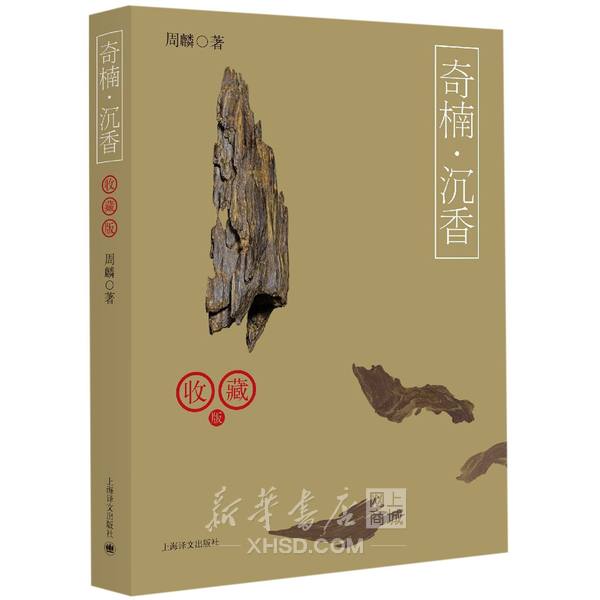 奇楠·沉香
收藏版
周麟○著
上海译文出版社
周麟○著
奇楠·沉香
收藏
版
上海译文出版社
新华书店
网上
商城
XHSD.COM